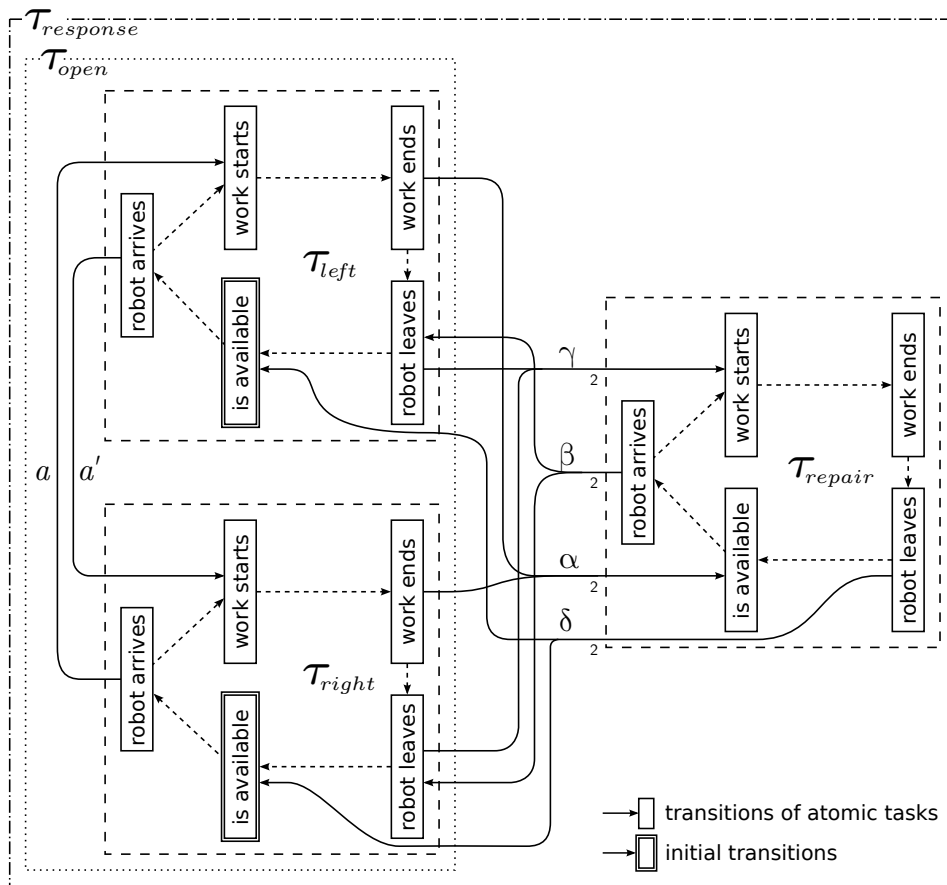 τresponse
τopen
work starts
work ends
robot arrives
τleft
is available
robot leaves
a
a′
work starts
work ends
robot arrives
τright
is available
robot leaves
γ
2
β
2
α
2
δ
2
work starts
work ends
robot arrives
τrepair
is available
robot leaves
transitions of atomic tasks
initial transitions